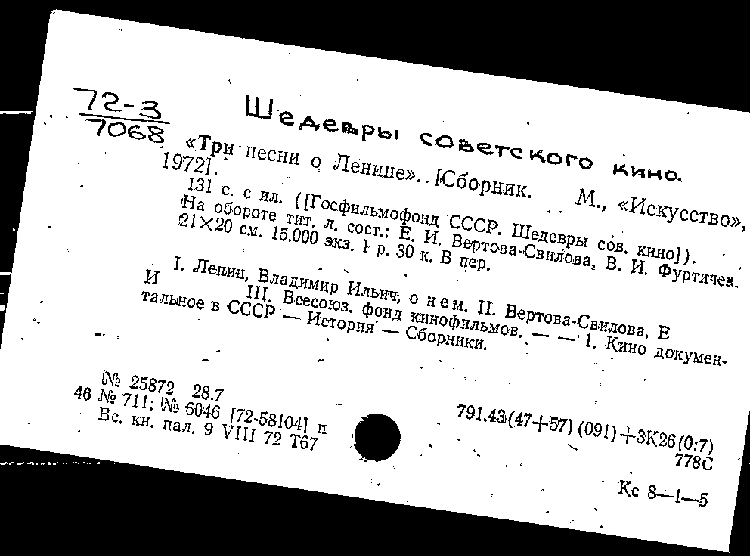 72-3
7068
Шедевры советского кино.
«Три песни о Ленине». [Сборник. М., «Искусство»,
1972].
131 с. с ил. ([Госфильмофонд СССР. Шедевры сов. кино]).
На обороте тит. л. сост.: Е. И. Вертова-Свилова, В. И. Фуртичев.
21×20 см. 15.000 экз. 1 р. 30 к. В пер.
I. Ленин, Владимир Ильич, о нем. II. Вертова-Свилова, Е
И III. Всесоюз. фонд кинофильмов. — — 1. Кино докумен-
тальное в СССР — История — Сборники.
№ 25872 28.7
46 № 711; № 6046 [72-58104] п
Вс. кн. пал. 9 VIII 72 Т67
791.43(47+57)(091)+3К26(0:7)
778С
Кс 8—1—5